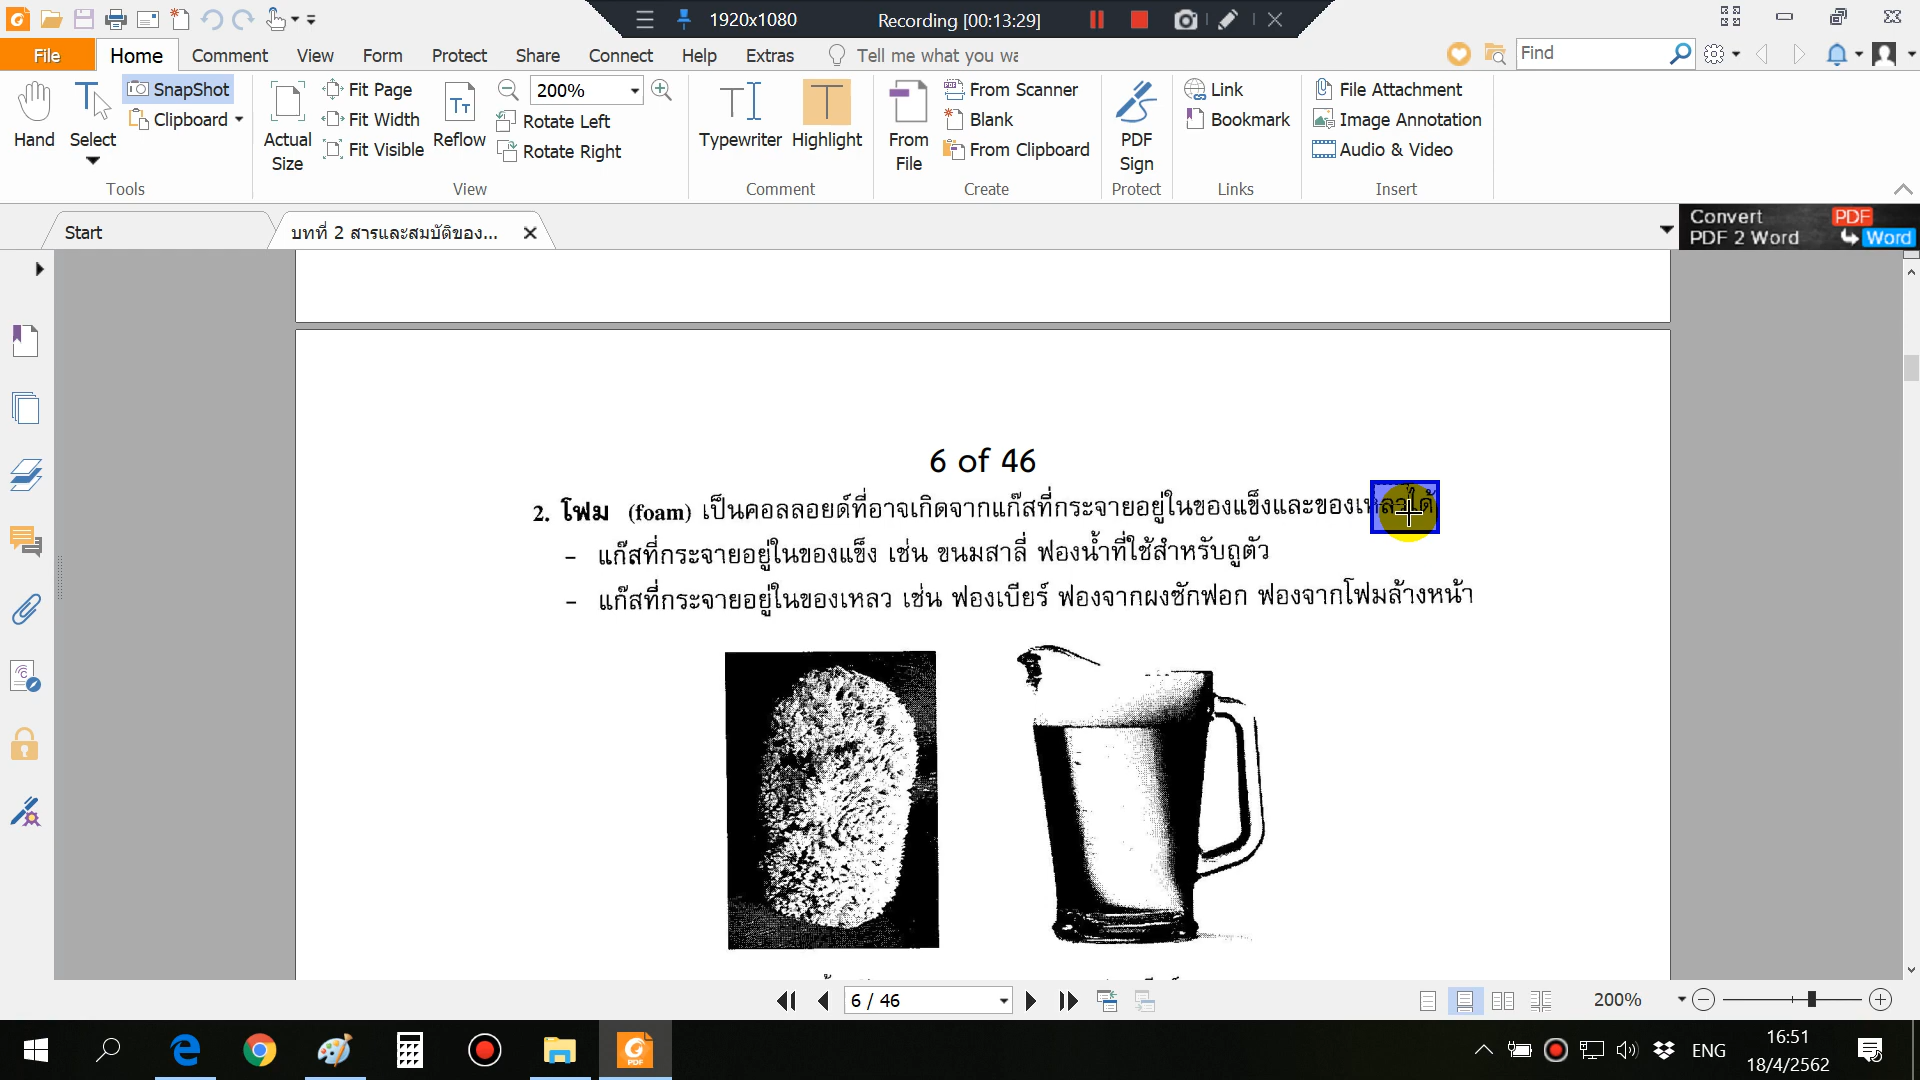 1920x1080
Recording [00:13:29]
File Home Comment View Form Protect Share Connect Help Extras Tell me what you wa
Find
Hand
Select
SnapShot
Clipboard
Tools
Actual Size
Fit Page
Fit Width
Fit Visible
Reflow
200%
Rotate Left
Rotate Right
View
Typewriter
Highlight
Comment
From File
From Scanner
Blank
From Clipboard
Create
PDF Sign
Protect
Link
Bookmark
Links
File Attachment
Image Annotation
Audio & Video
Insert
Start
บทที่ 2 สารและสมบัติของ...
Convert PDF
PDF 2 Word Word
6 of 46
2. โฟม (foam) เป็นคอลลอยด์ที่อาจเกิดจากแก๊สที่กระจายอยู่ในของแข็งและของเหลวได้
– แก๊สที่กระจายอยู่ในของแข็ง เช่น ขนมสาลี่ ฟองน้ำที่ใช้สำหรับถูตัว
– แก๊สที่กระจายอยู่ในของเหลว เช่น ฟองเบียร์ ฟองจากผงซักฟอก ฟองจากโฟมล้างหน้า
6 / 46
200%
ENG
16:51
18/4/2562